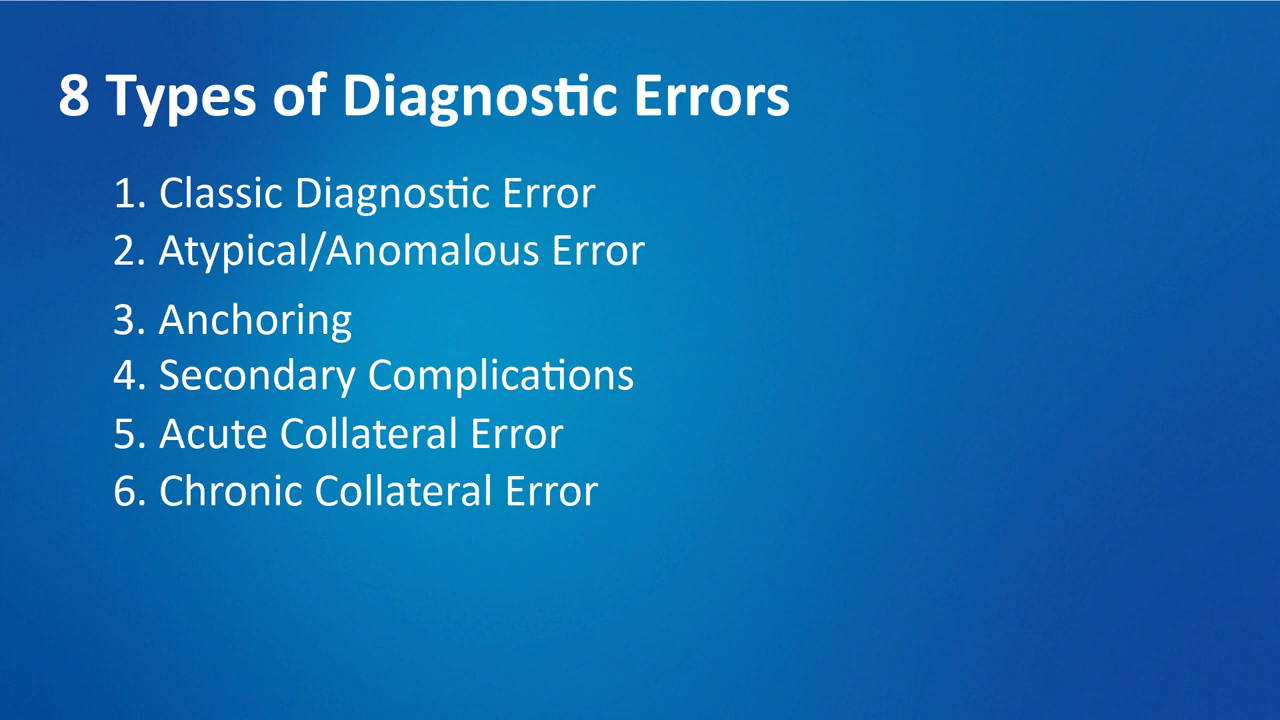 8 Types of Diagnostic Errors
1. Classic Diagnostic Error
2. Atypical/Anomalous Error
3. Anchoring
4. Secondary Complications
5. Acute Collateral Error
6. Chronic Collateral Error